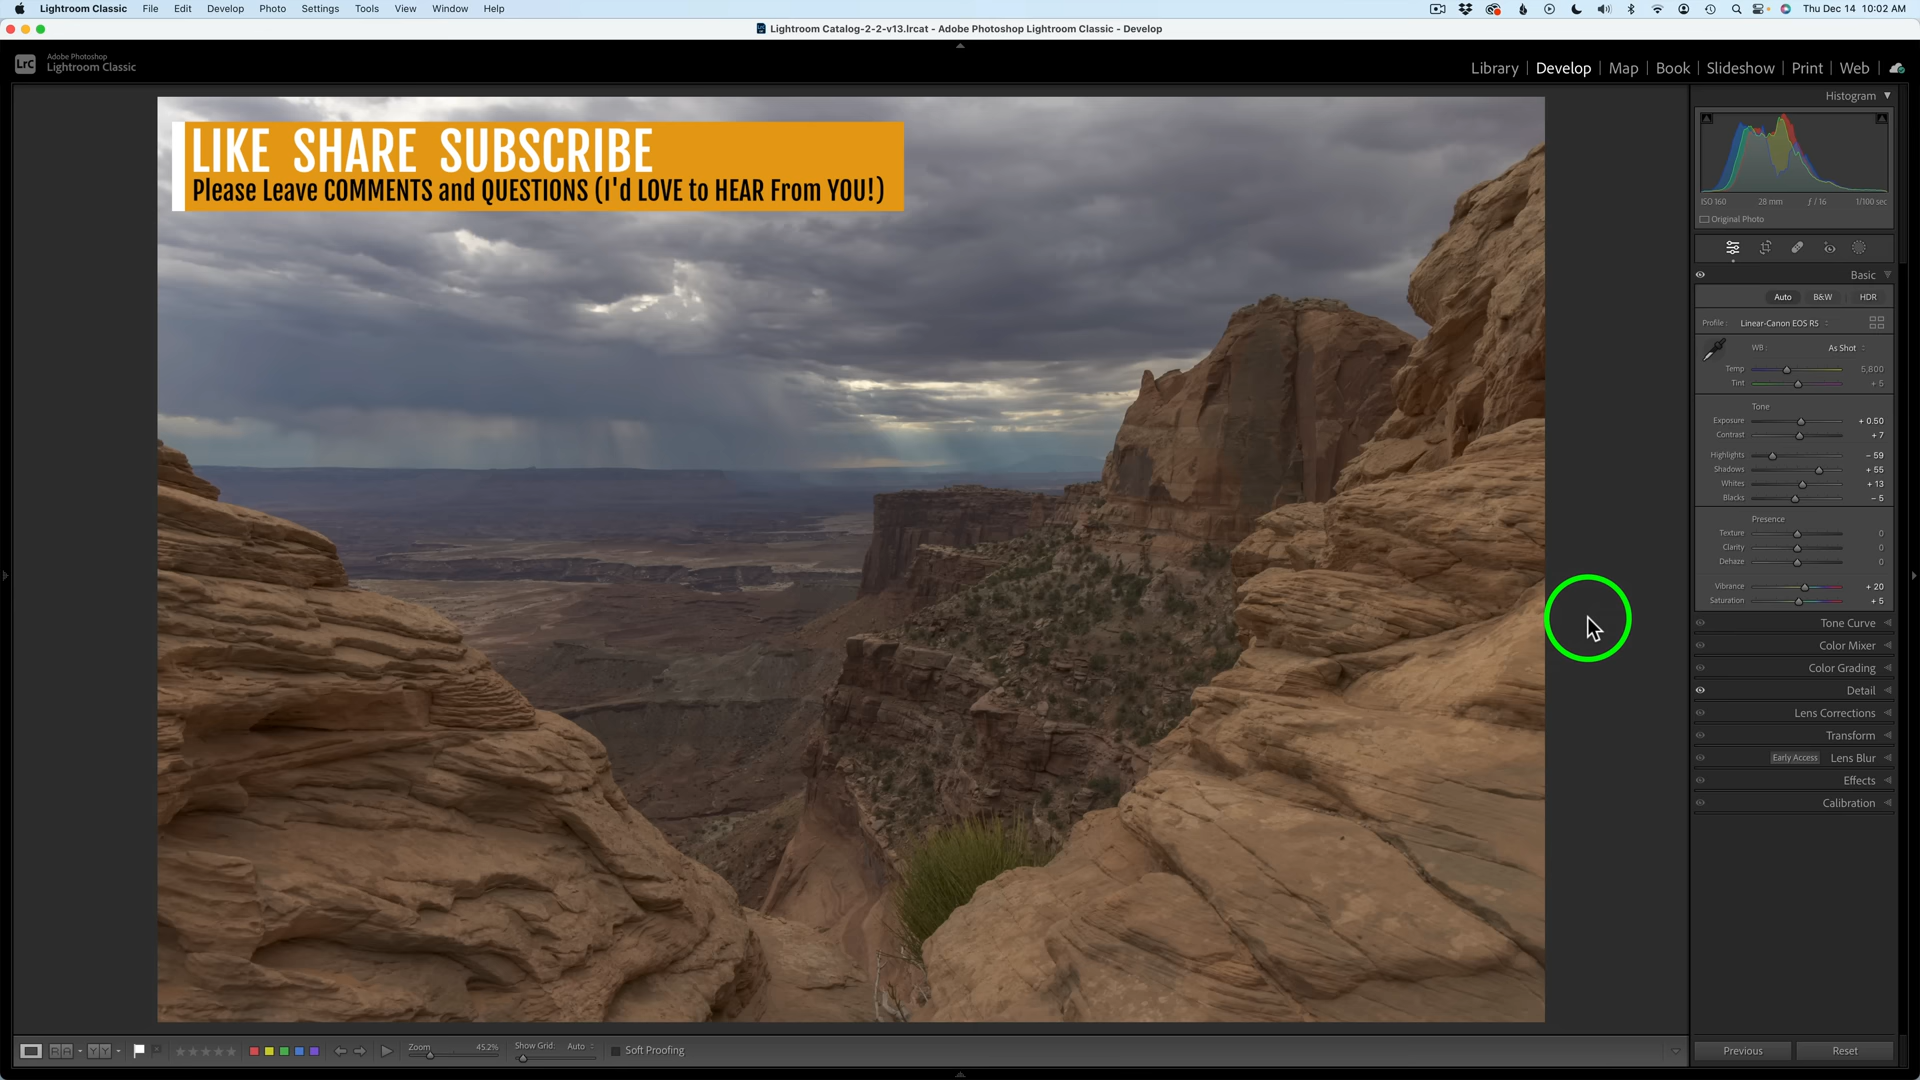 Lightroom Classic File Edit Develop Photo Settings Tools View Window Help
Thu Dec 14 10:02 AM
Lightroom Catalog-2-2-v13.lrcat - Adobe Photoshop Lightroom Classic - Develop
LrC
Adobe Photoshop
Lightroom Classic
Library | Develop | Map | Book | Slideshow | Print | Web
LIKE SHARE SUBSCRIBE
Please Leave COMMENTS and QUESTIONS (I'd LOVE to HEAR From YOU!)
Histogram
ISO 160 28 mm ƒ / 16 1/100 sec
Original Photo
Basic
Auto B&W HDR
Profile : Linear-Canon EOS R5
WB : As Shot
Temp 5,800
Tint + 5
Tone
Exposure + 0.50
Contrast + 7
Highlights - 59
Shadows + 55
Whites + 13
Blacks - 5
Presence
Texture 0
Clarity 0
Dehaze 0
Vibrance + 20
Saturation + 5
Tone Curve
Color Mixer
Color Grading
Detail
Lens Corrections
Transform
Early Access Lens Blur
Effects
Calibration
Zoom 45.2% Show Grid: Auto Soft Proofing
Previous Reset